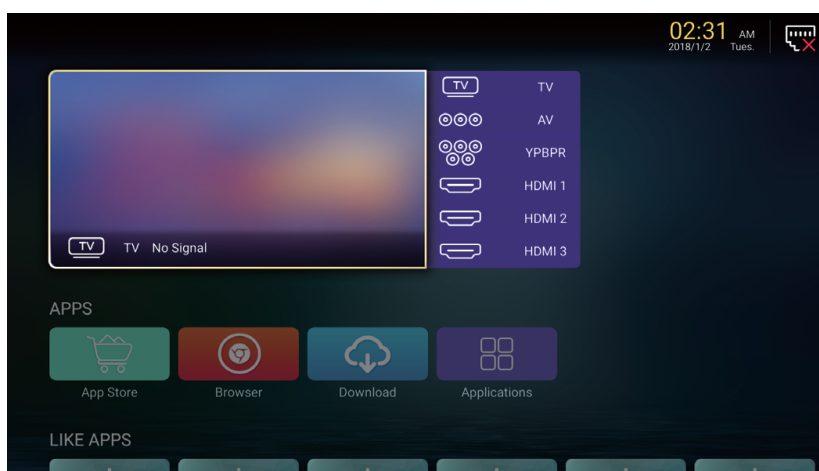 02:31 AM
2018/1/2 Tues.
TV TV
AV
YPBPR
HDMI 1
HDMI 2
HDMI 3
TV TV No Signal
APPS
App Store Browser Download Applications
LIKE APPS